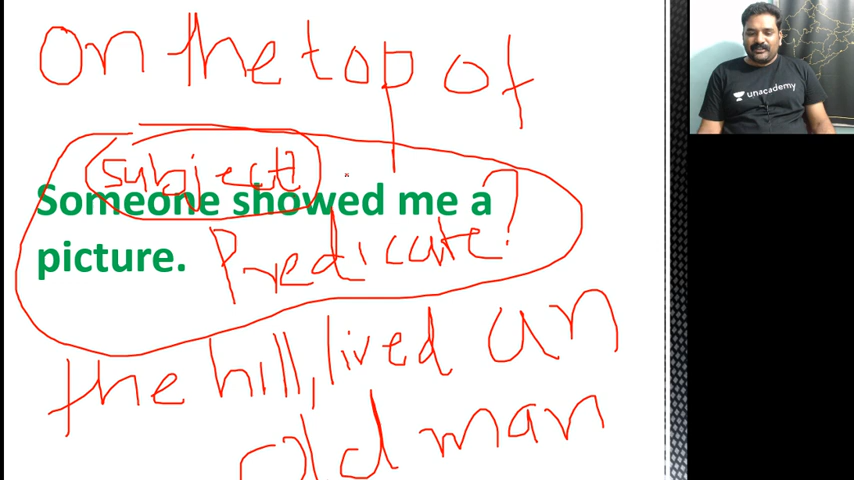 On the top of
subject?
Someone showed me a
picture.
Predicate?
the hill, lived an
old man
unacademy